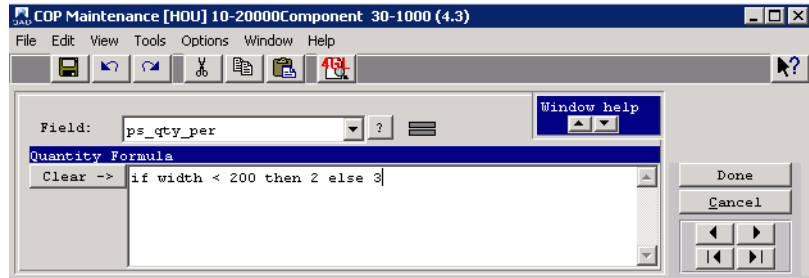 COP Maintenance [HOU] 10-20000Component 30-1000 (4.3)
File Edit View Tools Options Window Help
4GL
?
Window help
Field: ps_qty_per ?
Quantity Formula
Clear -> if width < 200 then 2 else 3
Done
Cancel